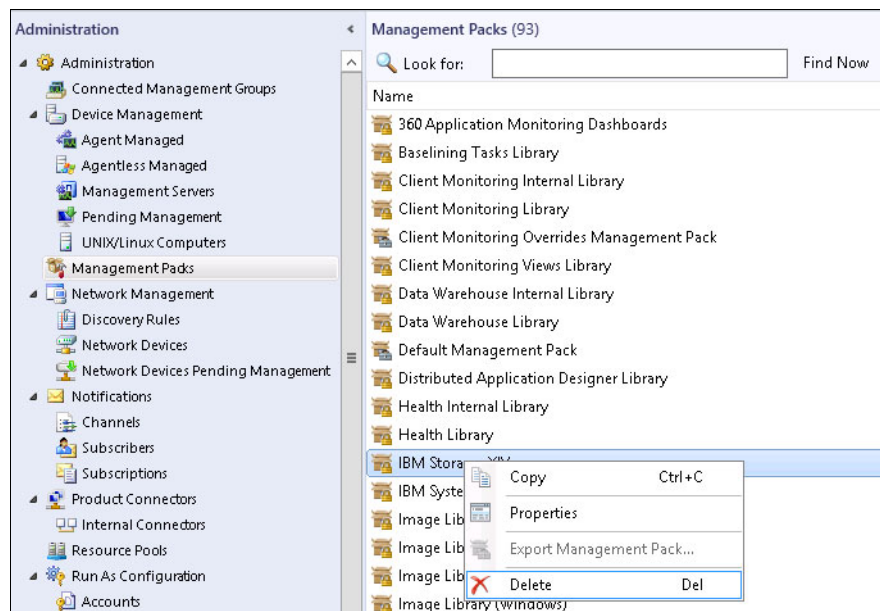 Administration
Administration
Connected Management Groups
Device Management
Agent Managed
Agentless Managed
Management Servers
Pending Management
UNIX/Linux Computers
Management Packs
Network Management
Discovery Rules
Network Devices
Network Devices Pending Management
Notifications
Channels
Subscribers
Subscriptions
Product Connectors
Internal Connectors
Resource Pools
Run As Configuration
Accounts
Management Packs (93)
Look for: Find Now
Name
360 Application Monitoring Dashboards
Baselining Tasks Library
Client Monitoring Internal Library
Client Monitoring Library
Client Monitoring Overrides Management Pack
Client Monitoring Views Library
Data Warehouse Internal Library
Data Warehouse Library
Default Management Pack
Distributed Application Designer Library
Health Internal Library
Health Library
IBM
IBM Syste
Image Lib
Image Lib
Image Lib
Image Library (Windows)
Copy Ctrl+C
Properties
Export Management Pack...
Delete Del